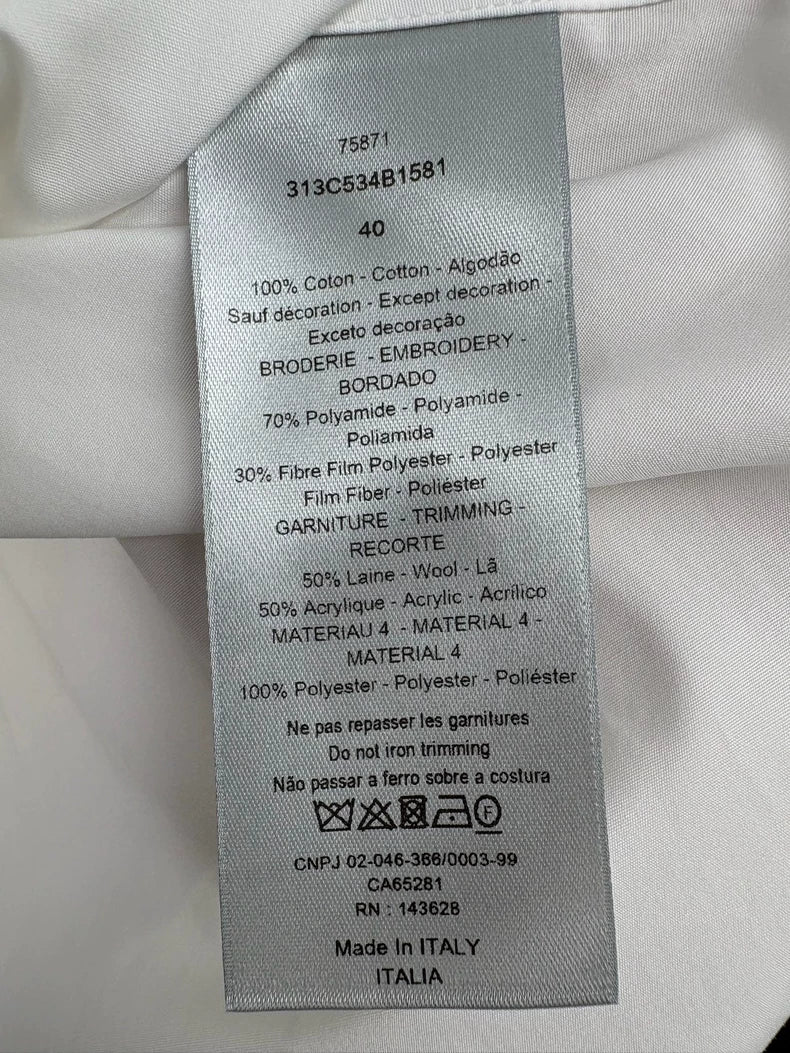 75871
313C534B1581
40
100% Coton - Cotton - Algodão
Sauf décoration - Except decoration -
Exceto decoração
BRODERIE - EMBROIDERY -
BORDADO
70% Polyamide - Polyamide -
Poliamida
30% Fibre Film Polyester - Polyester
Film Fiber - Poliéster
GARNITURE - TRIMMING -
RECORTE
50% Laine - Wool - Lã
50% Acrylique - Acrylic - Acrílico
MATERIAU 4 - MATERIAL 4 -
MATERIAL 4
100% Polyester - Polyester - Poliéster
Ne pas repasser les garnitures
Do not iron trimming
Não passar a ferro sobre a costura
F
CNPJ 02-046-366/0003-99
CA65281
RN : 143628
Made In ITALY
ITALIA